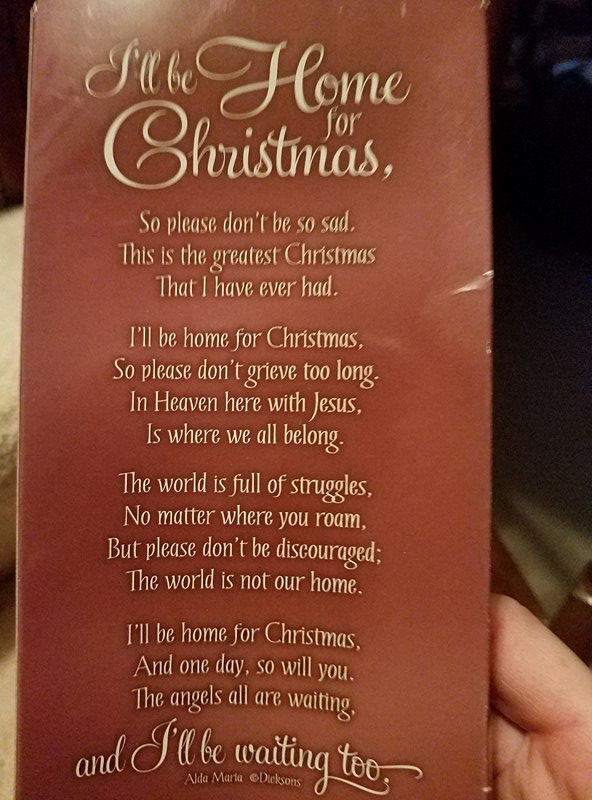 I'll be Home
for
Christmas,
So please don't be so sad.
This is the greatest Christmas
That I have ever had.
I'll be home for Christmas,
So please don't grieve too long.
In Heaven here with Jesus,
Is where we all belong.
The world is full of struggles,
No matter where you roam,
But please don't be discouraged;
The world is not our home.
I'll be home for Christmas,
And one day, so will you.
The angels all are waiting,
and I'll be waiting too.
Alda Maria ©Dicksons